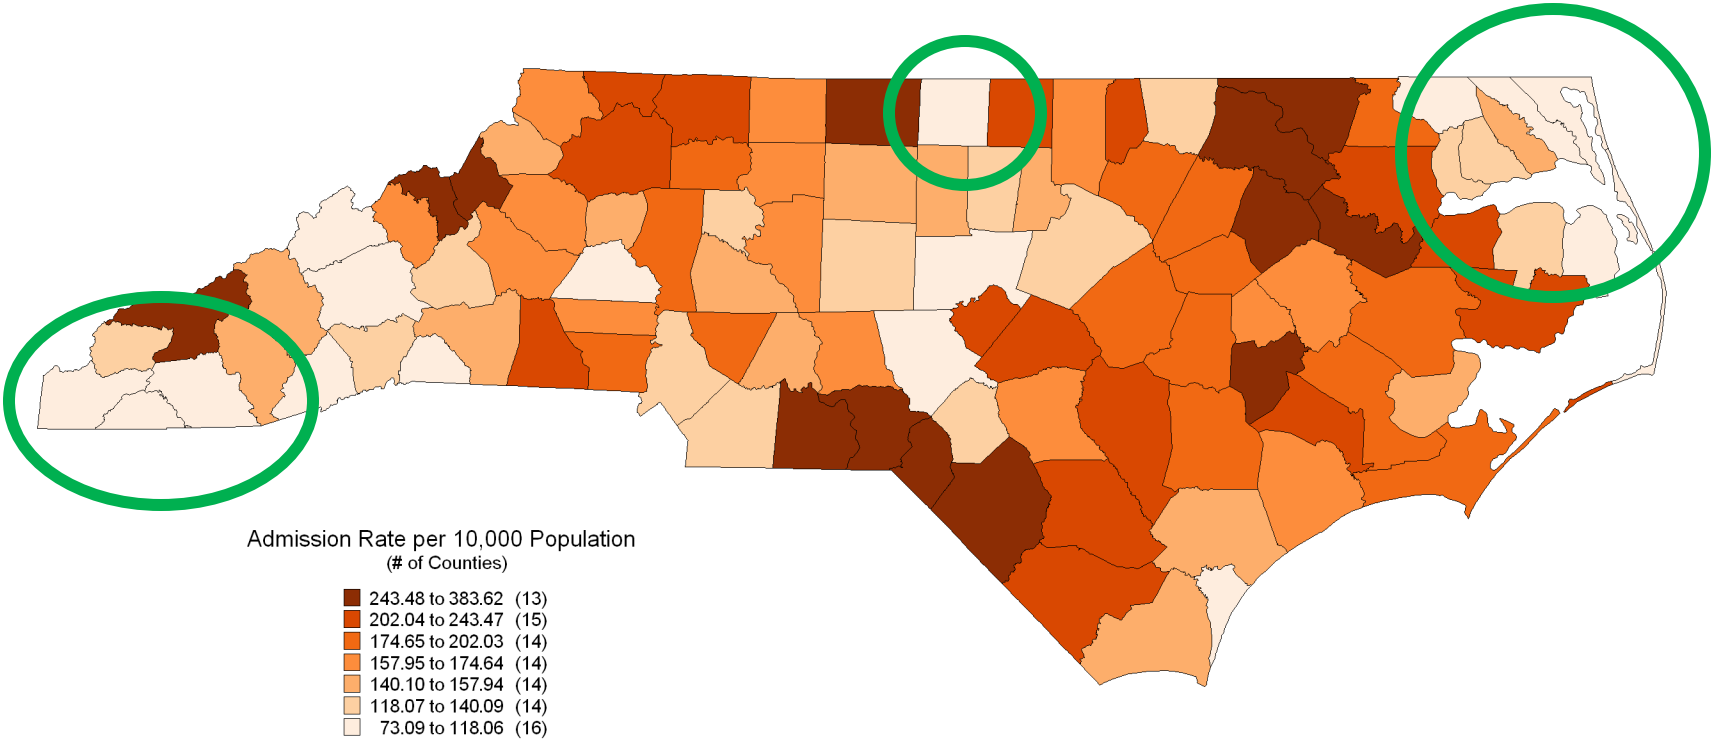 Admission Rate per 10,000 Population
(# of Counties)
243.48 to 383.62 (13)
202.04 to 243.47 (15)
174.65 to 202.03 (14)
157.95 to 174.64 (14)
140.10 to 157.94 (14)
118.07 to 140.09 (14)
73.09 to 118.06 (16)